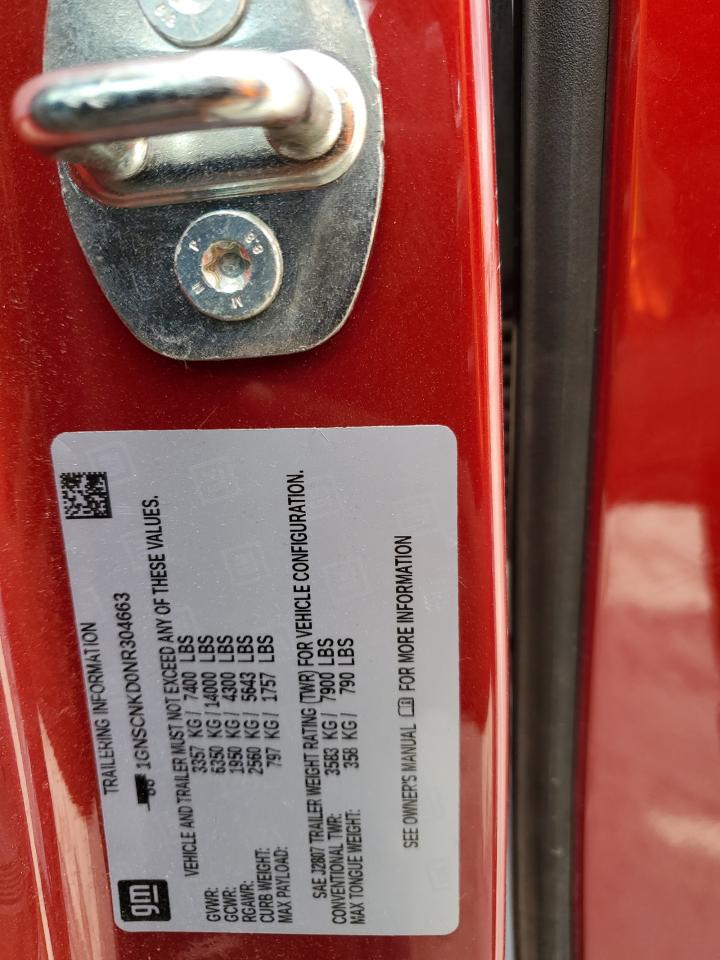 TRAILERING INFORMATION
1GNSCNKD0NR304663
VEHICLE AND TRAILER MUST NOT EXCEED ANY OF THESE VALUES.
GVWR: 3357 KG / 7400 LBS
GCWR: 6350 KG / 14000 LBS
RGAWR: 1950 KG / 4300 LBS
CURB WEIGHT: 2560 KG / 5643 LBS
MAX PAYLOAD: 797 KG / 1757 LBS
SAE J2807 TRAILER WEIGHT RATING (TWR) FOR VEHICLE CONFIGURATION.
CONVENTIONAL TWR: 3583 KG / 7900 LBS
MAX TONGUE WEIGHT: 358 KG / 790 LBS
SEE OWNER'S MANUAL FOR MORE INFORMATION
gm
8.8